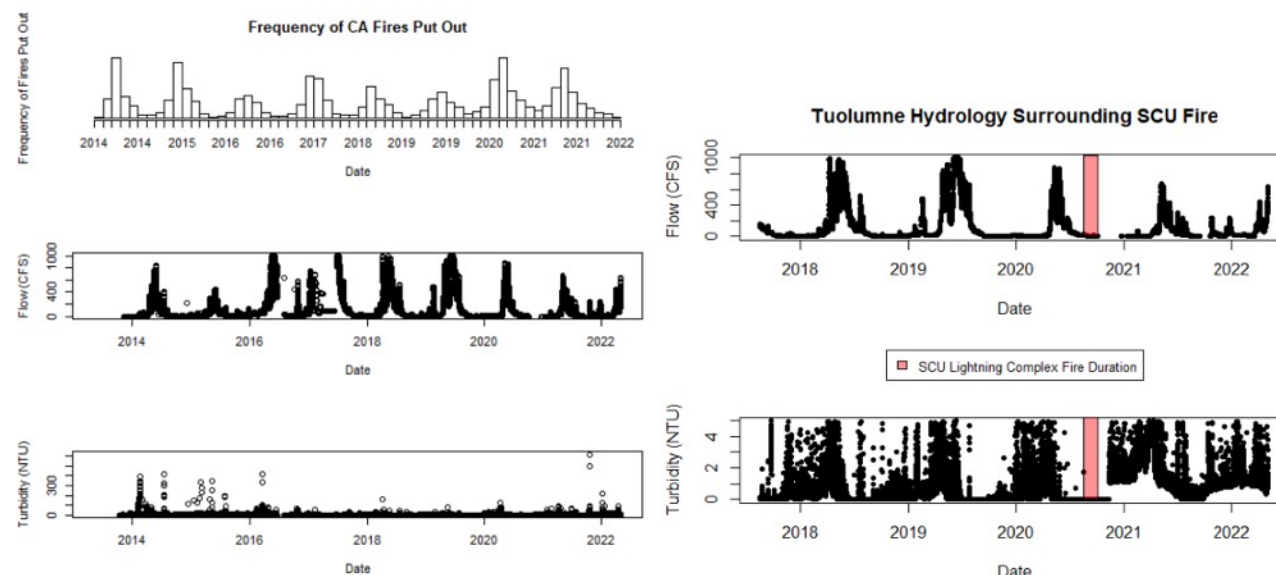 Frequency of CA Fires Put Out
Frequency of Fires Put Out
2014 2014 2015 2016 2016 2017 2018 2019 2019 2020 2021 2021 2022
Date
Flow (CFS)
0 400 1000
2014 2016 2018 2020 2022
Date
Turbidity (NTU)
0 300
2014 2016 2018 2020 2022
Date
Tuolumne Hydrology Surrounding SCU Fire
Flow (CFS)
0 400 1000
2018 2019 2020 2021 2022
Date
SCU Lightning Complex Fire Duration
Turbidity (NTU)
0 2 4
2018 2019 2020 2021 2022
Date